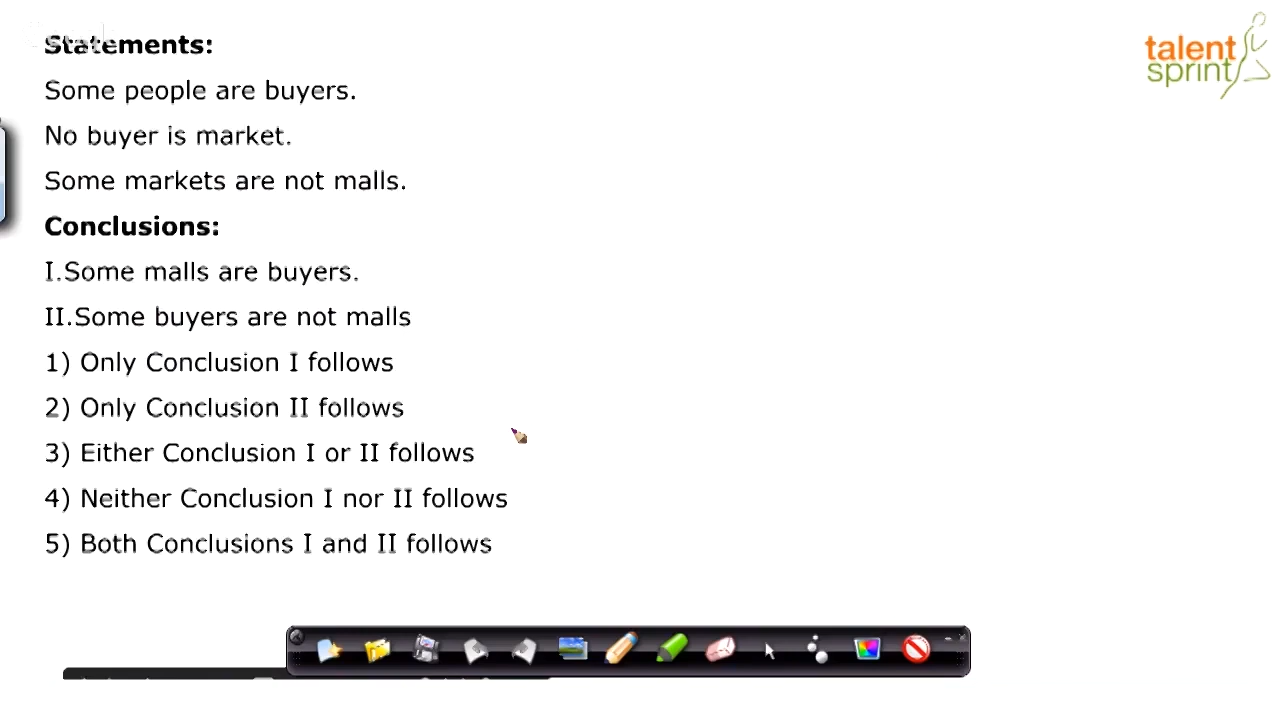 Statements:
talent
sprint
Some people are buyers.
No buyer is market.
Some markets are not malls.
Conclusions:
I.Some malls are buyers.
II.Some buyers are not malls
1) Only Conclusion I follows
2) Only Conclusion II follows
3) Either Conclusion I or II follows
4) Neither Conclusion I nor II follows
5) Both Conclusions I and II follows